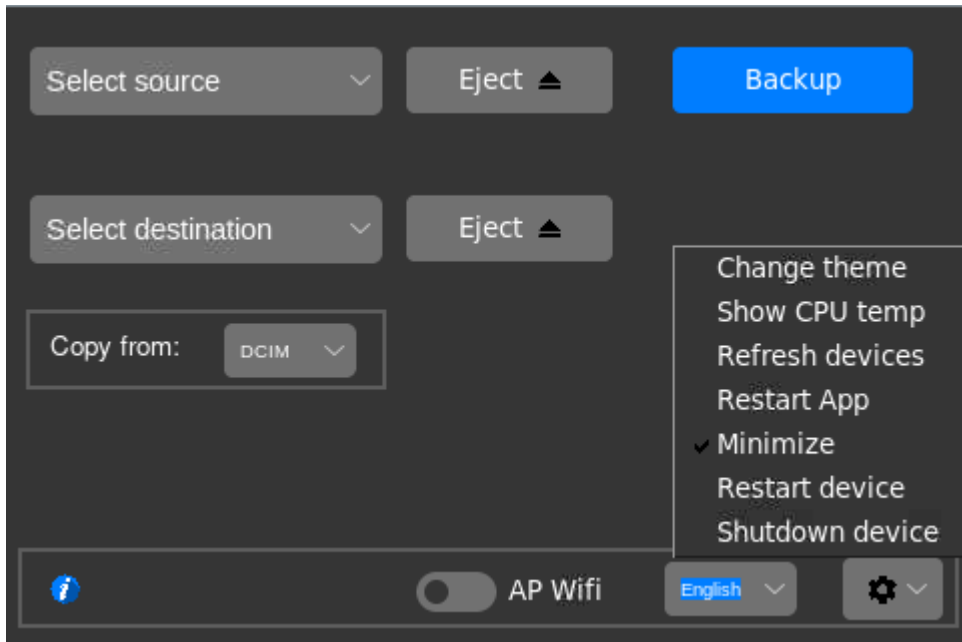 Select source
Eject
Backup
Select destination
Eject
Copy from:
DCIM
Change theme
Show CPU temp
Refresh devices
Restart App
Minimize
Restart device
Shutdown device
AP Wifi
English